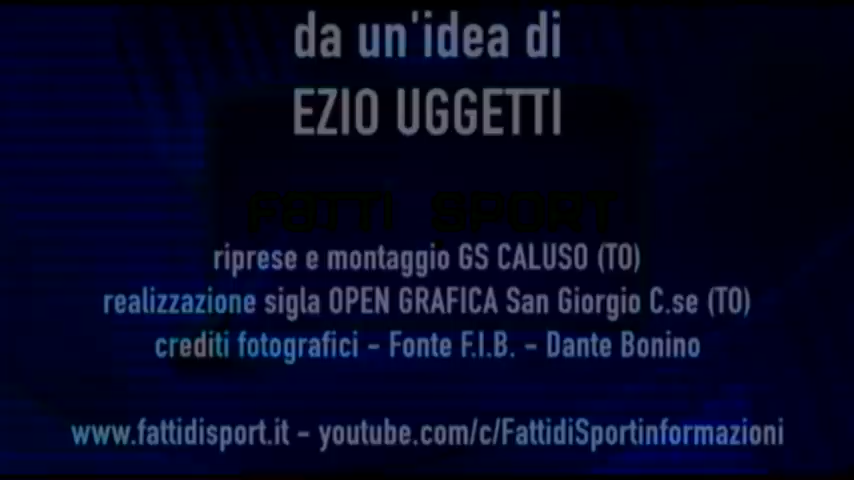 da un'idea di
EZIO UGGETTI
FATTI SPORT
riprese e montaggio GS CALUSO (TO)
realizzazione sigla OPEN GRAFICA San Giorgio C.se (TO)
crediti fotografici - Fonte F.I.B. - Dante Bonino
www.fattidisport.it - youtube.com/c/FattidiSportinformazioni